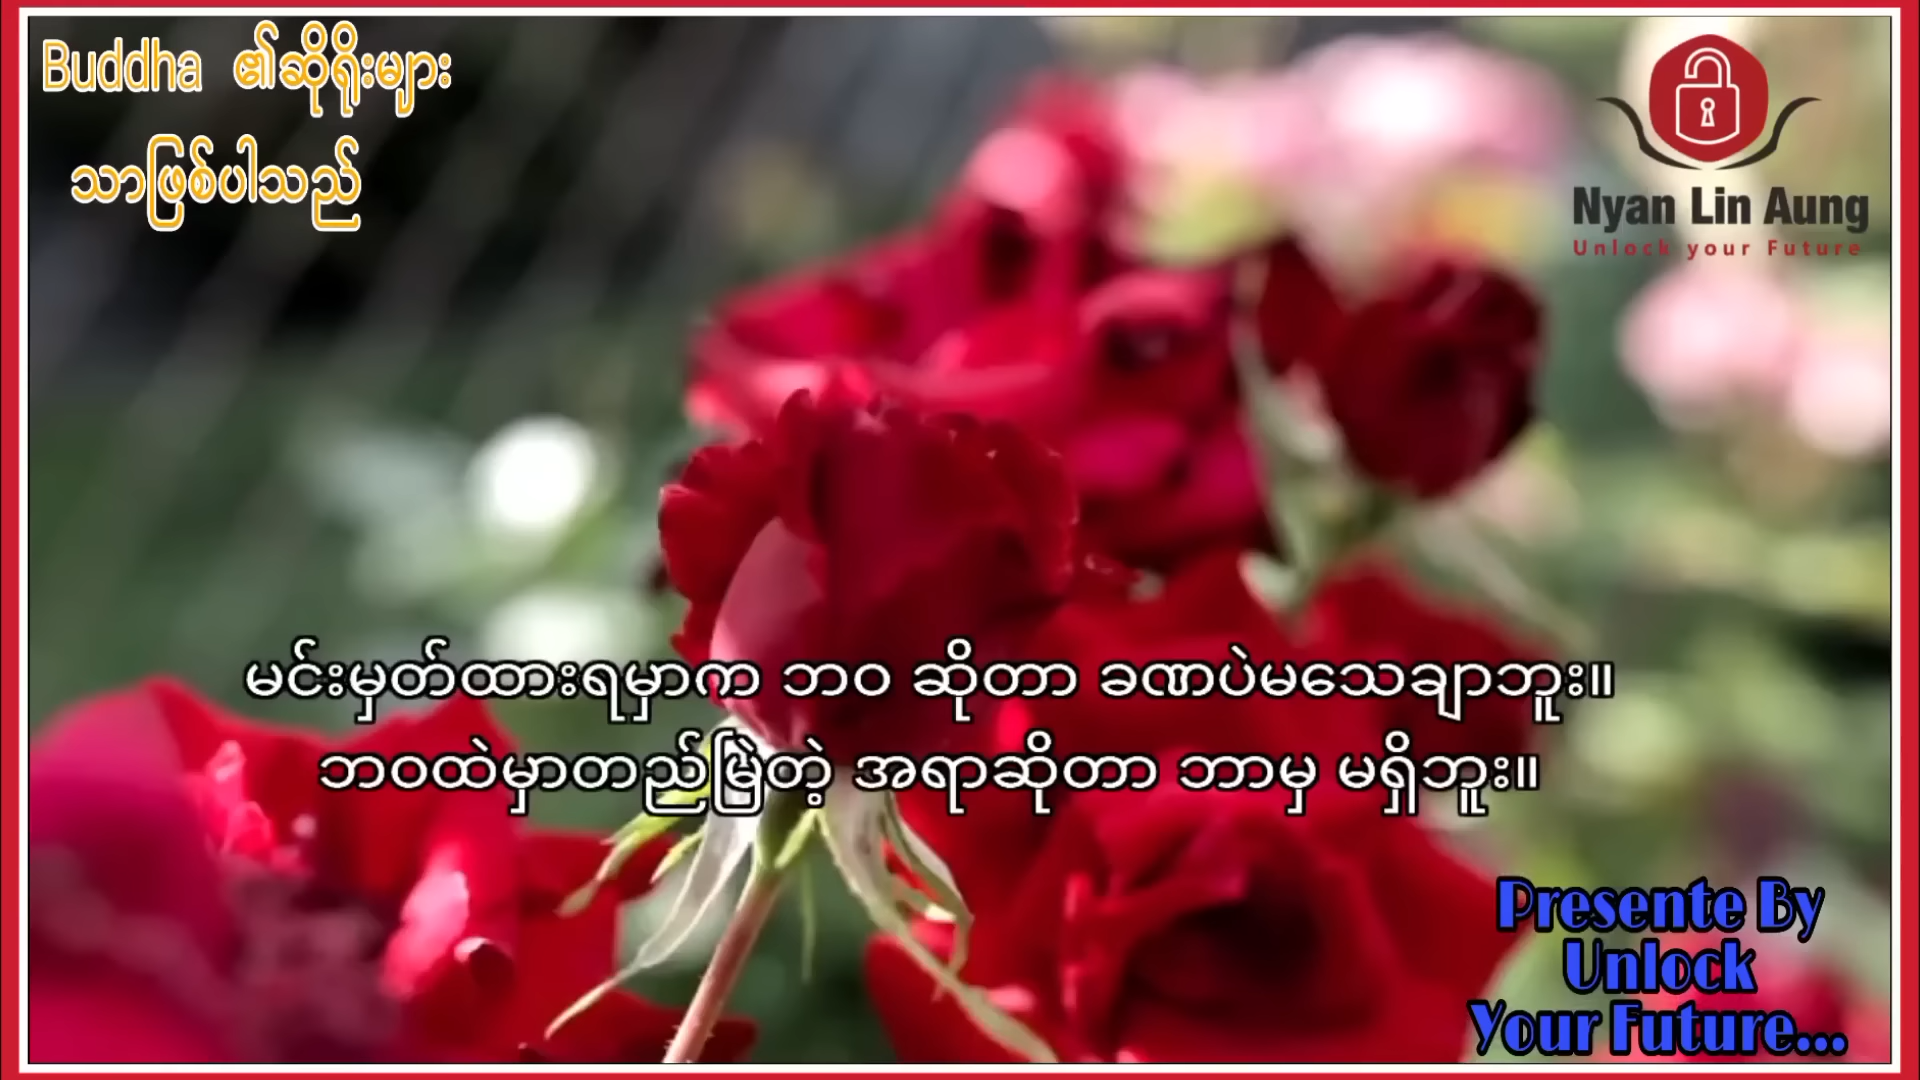 Buddha ၏ဆိုရိုးများ
သာဖြစ်ပါသည်
Nyan Lin Aung
Unlock your Future
မင်းမှတ်ထားရမှာက ဘဝ ဆိုတာ ခဏပဲမသေချာဘူး။
ဘဝထဲမှာတည်မြဲတဲ့ အရာဆိုတာ ဘာမှ မရှိဘူး။
Presente By
Unlock
Your Future...